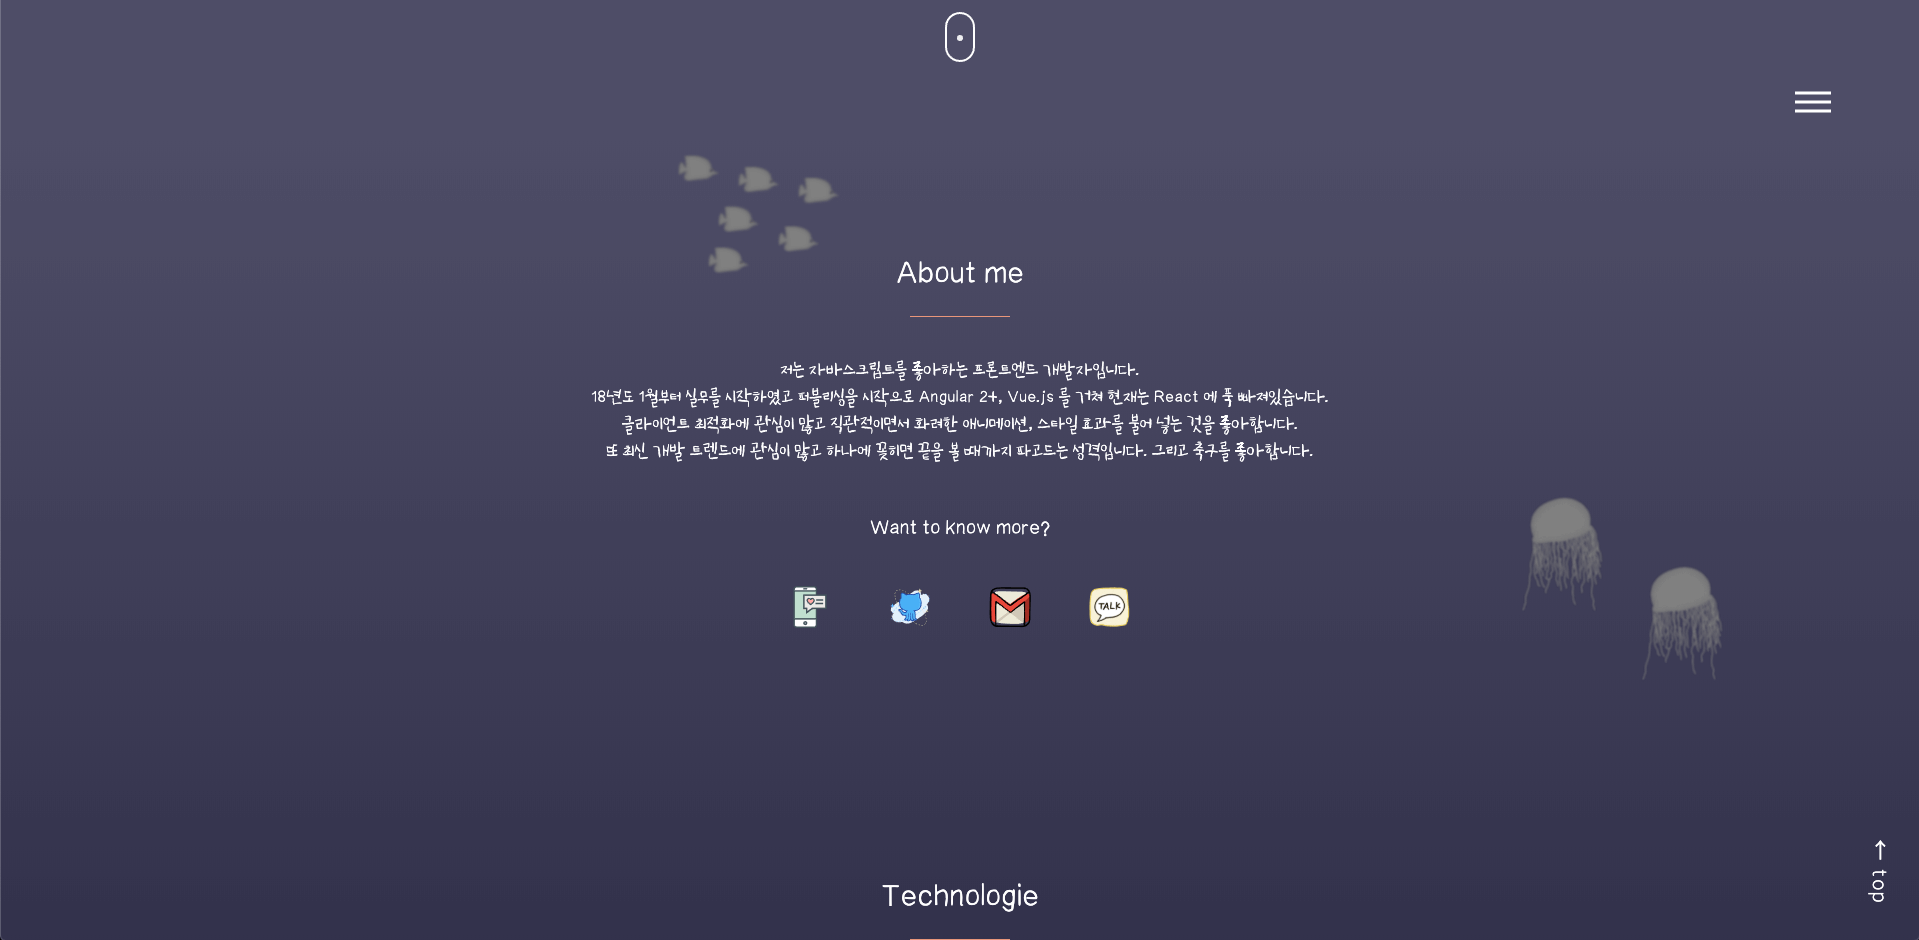 About me
저는 자바스크립트를 좋아하는 프론트엔드 개발자입니다.
18년도 1월부터 실무를 시작하였고 퍼블리싱을 시작으로 Angular 2+, Vue.js 를 거쳐 현재는 React 에 푹 빠져있습니다.
클라이언트 최적화에 관심이 많고 직관적이면서 화려한 애니메이션, 스타일 효과를 불어 넣는 것을 좋아합니다.
또 최신 개발 트렌드에 관심이 많고 하나에 꽂히면 끝을 볼 때까지 파고드는 성격입니다. 그리고 축구를 좋아합니다.
Want to know more?
TALK
top
Technologie